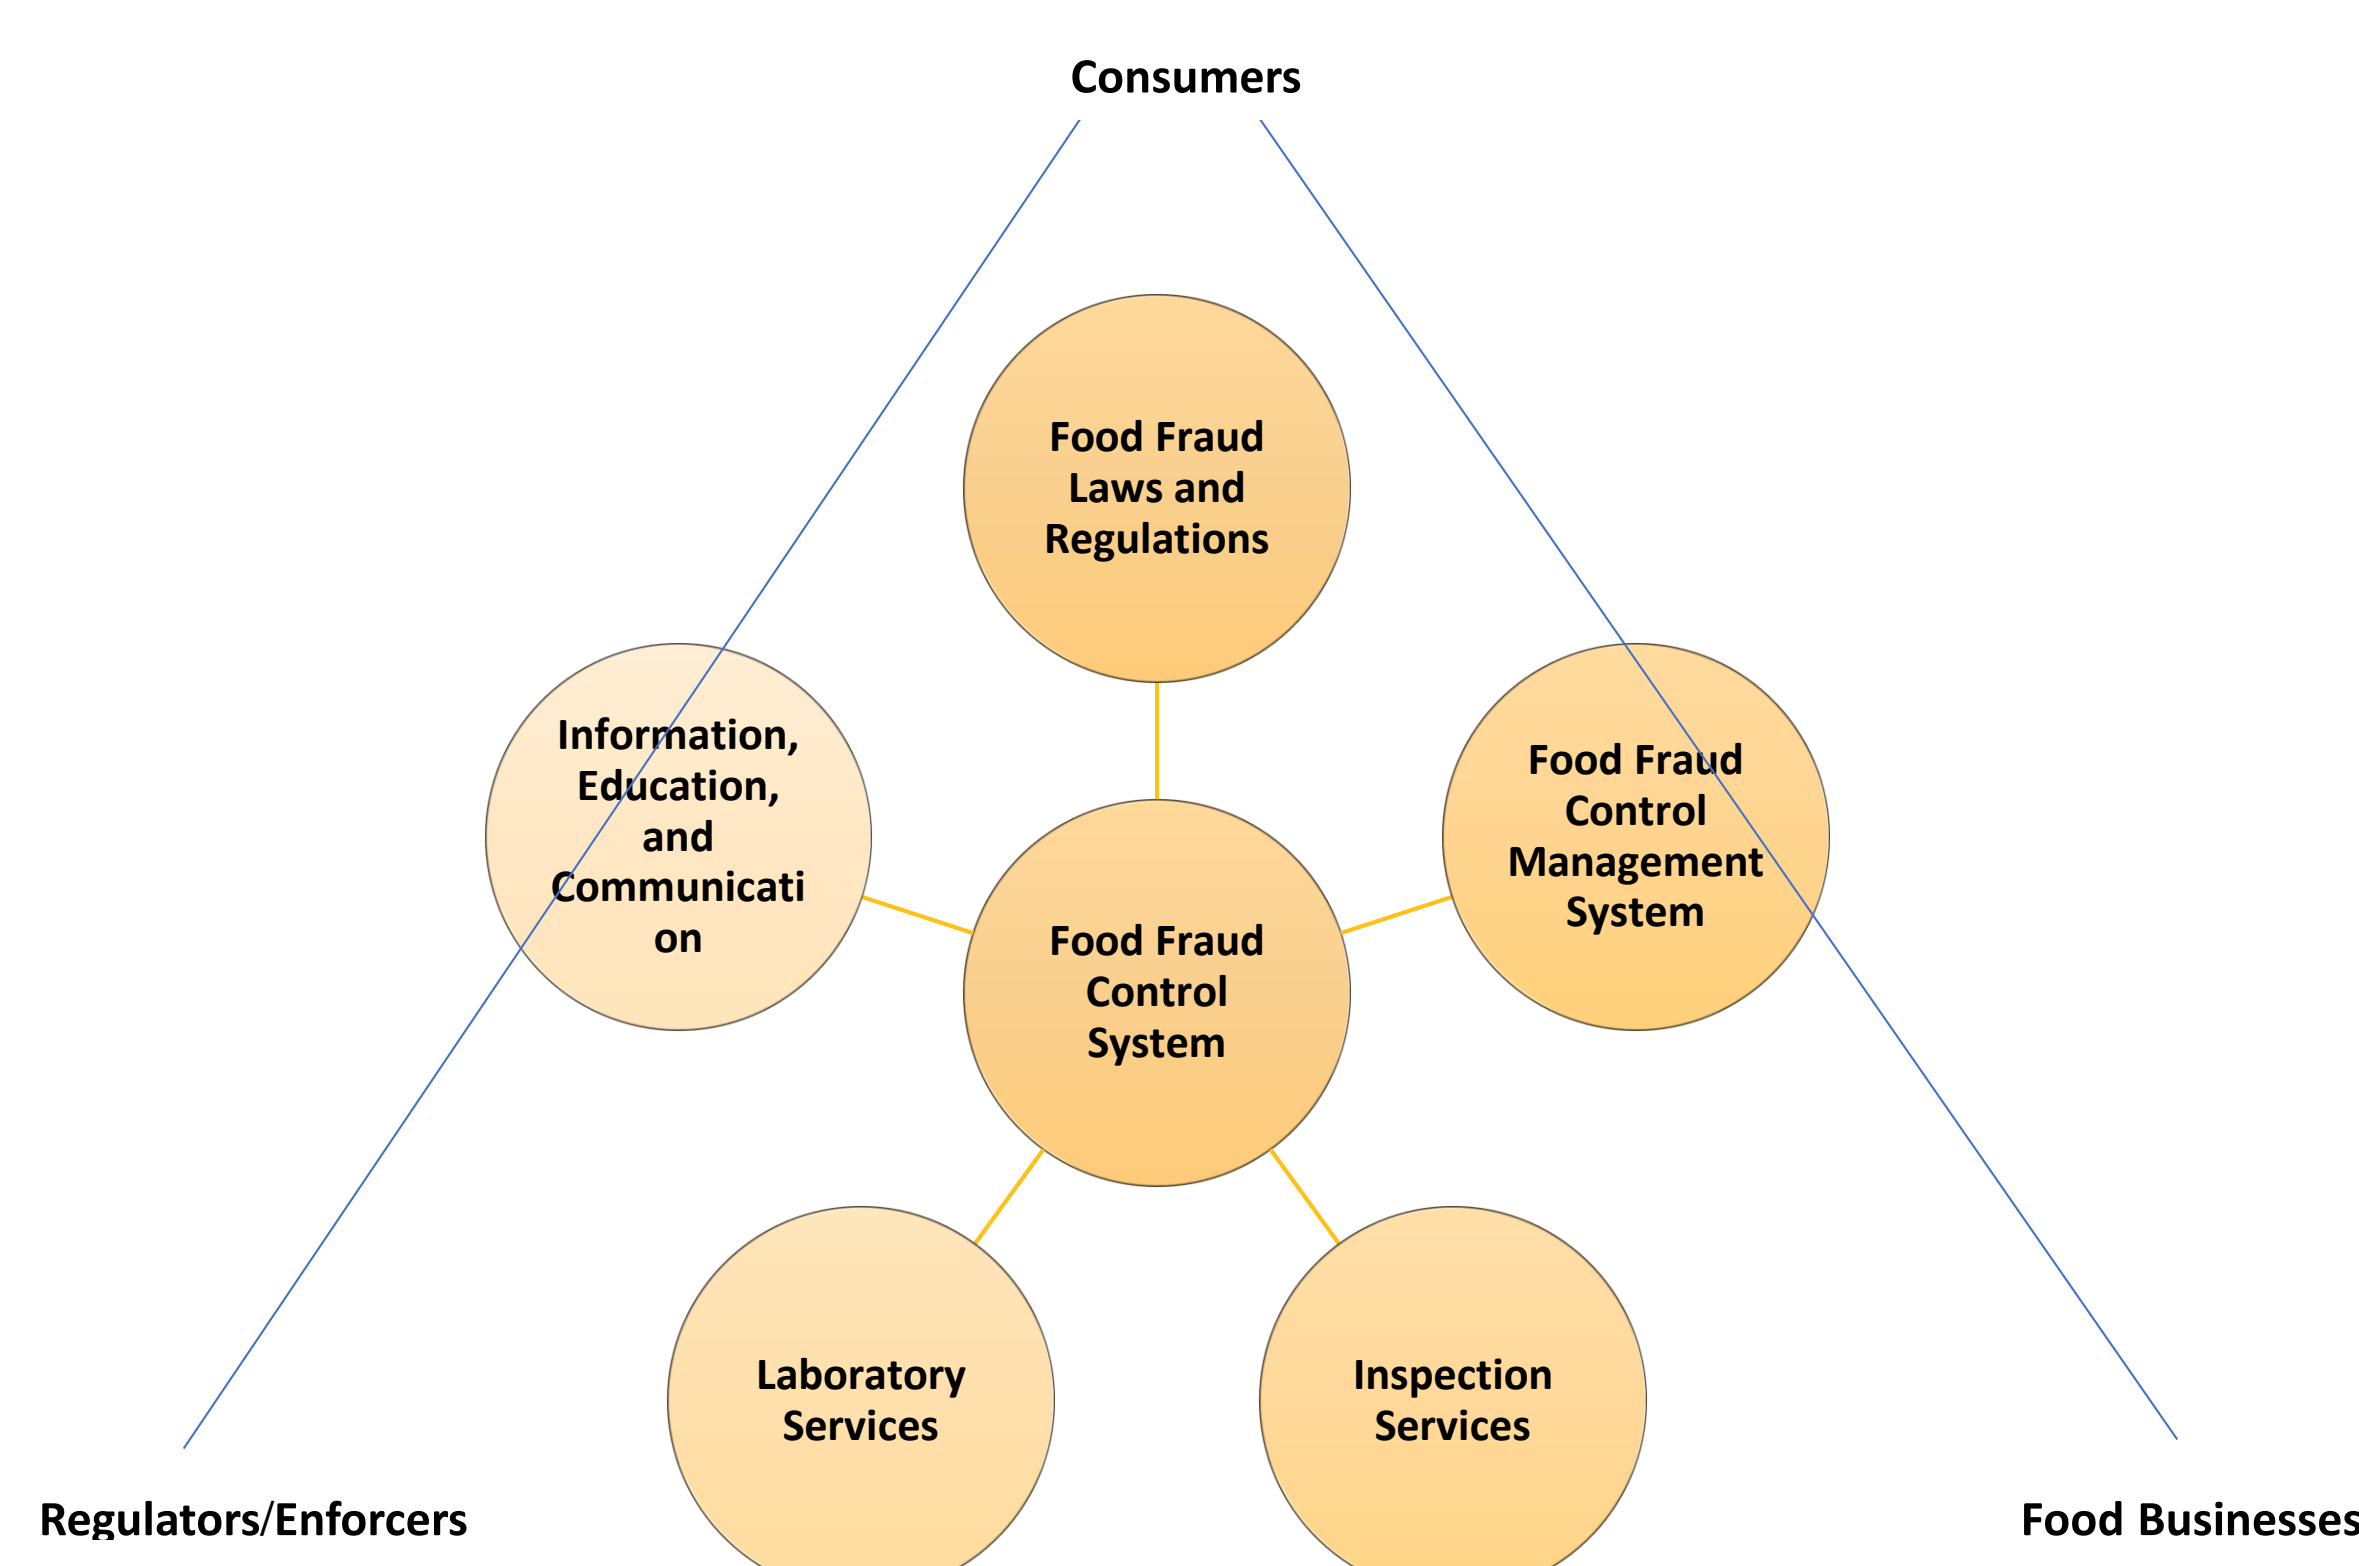 Consumers
Food Fraud
Laws and
Regulations
Information,
Education,
and
Communicati
on
Food Fraud
Control
Management
System
Food Fraud
Control
System
Laboratory
Services
Inspection
Services
Regulators/Enforcers
Food Businesses